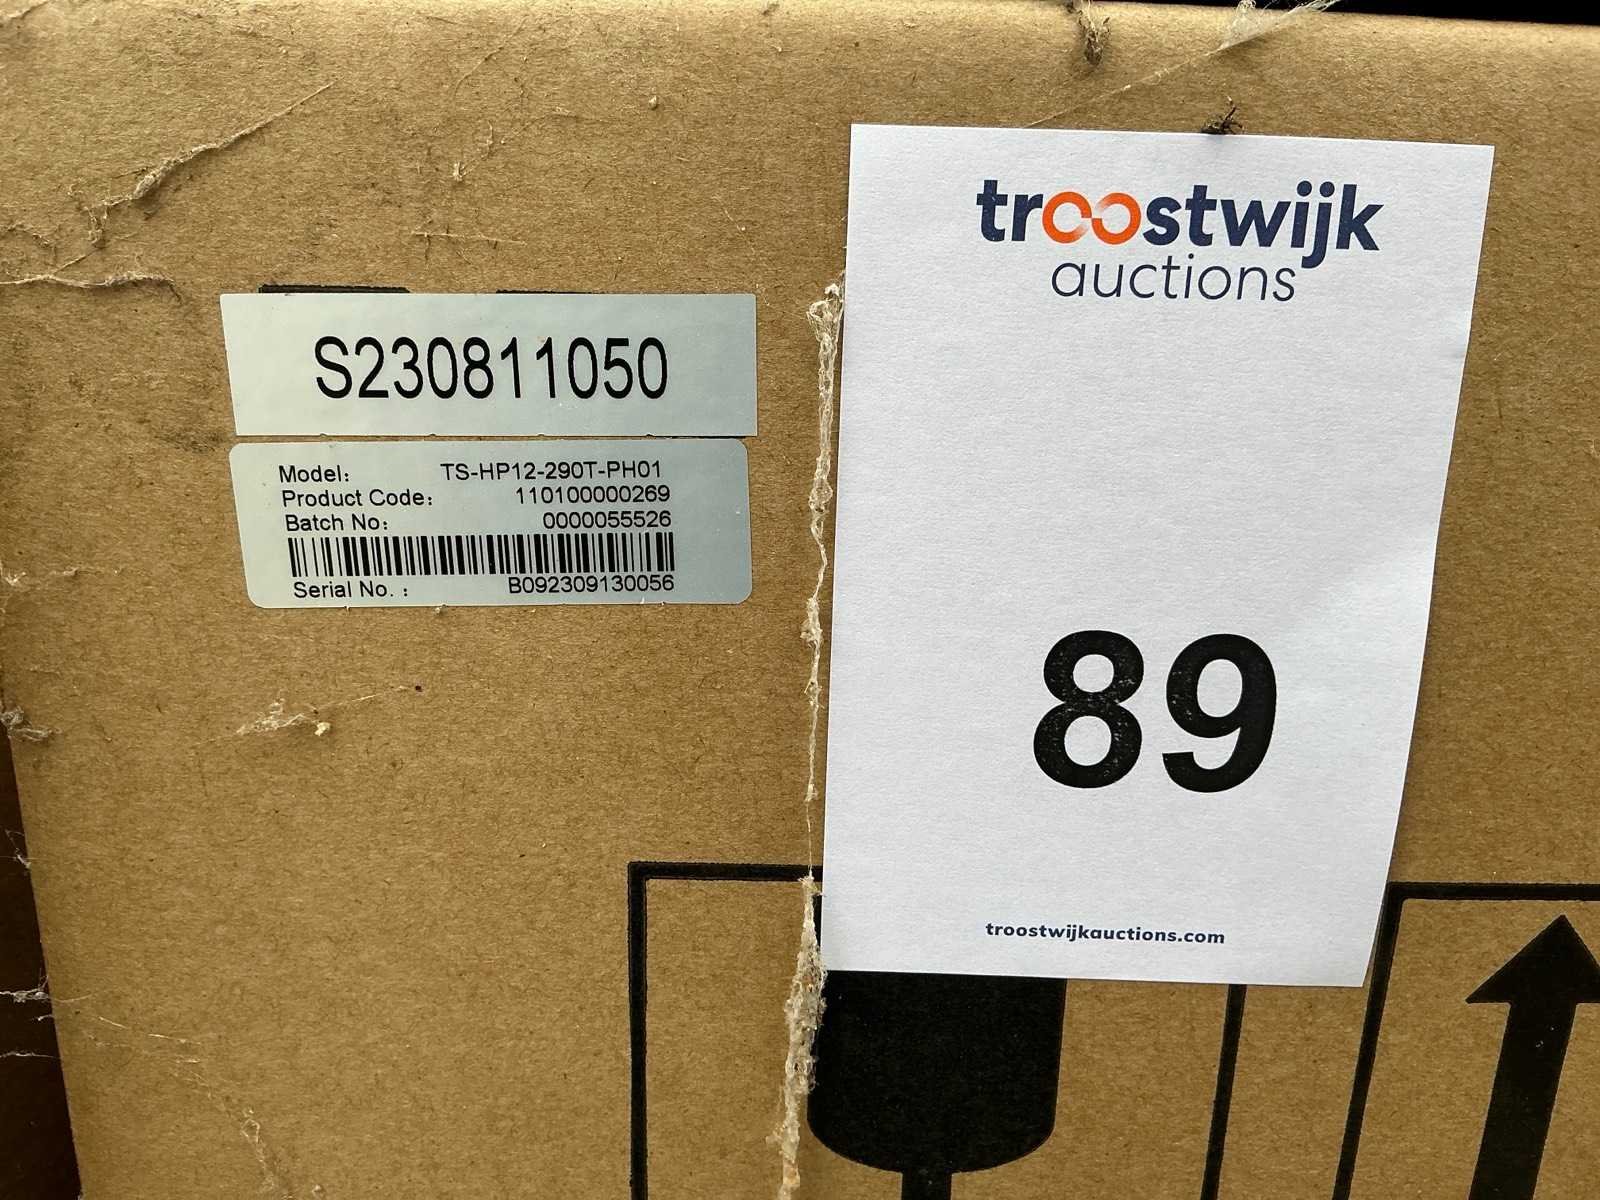 S230811050
Model: TS-HP12-290T-PH01
Product Code: 110100000269
Batch No: 0000055526
Serial No. : B092309130056
troostwijk
auctions
89
troostwijkauctions.com